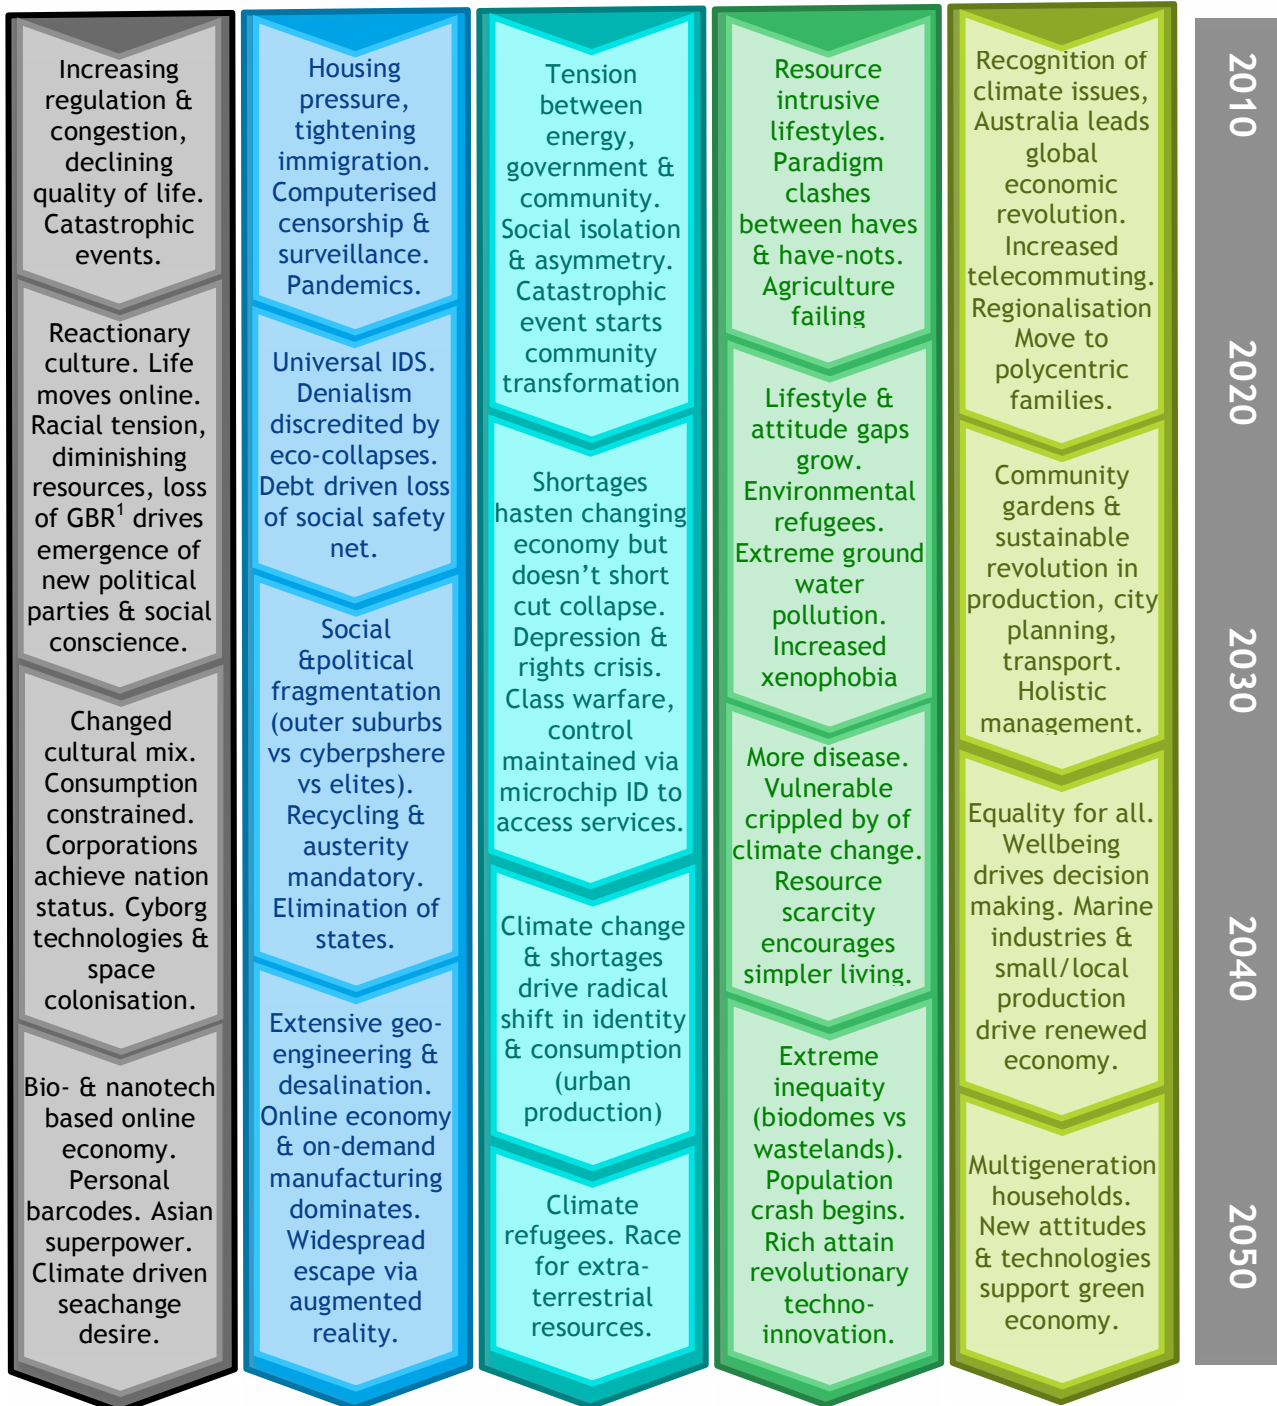 Increasing
regulation &
congestion,
declining
quality of life.
Catastrophic
events.
Reactionary
culture. Life
moves online.
Racial tension,
diminishing
resources, loss
of GBR¹ drives
emergence of
new political
parties & social
conscience.
Changed
cultural mix.
Consumption
constrained.
Corporations
achieve nation
status. Cyborg
technologies &
space
colonisation.
Bio- & nanotech
based online
economy.
Personal
barcodes. Asian
superpower.
Climate driven
seachange
desire.
Housing
pressure,
tightening
immigration.
Computerised
censorship &
surveillance.
Pandemics.
Universal IDS.
Denialism
discredited by
eco-collapses.
Debt driven loss
of social safety
net.
Social
&political
fragmentation
(outer suburbs
vs cyberpshere
vs elites).
Recycling &
austerity
mandatory.
Elimination of
states.
Extensive geo-
engineering &
desalination.
Online economy
& on-demand
manufacturing
dominates.
Widespread
escape via
augmented
reality.
Tension
between
energy,
government &
community.
Social isolation
& asymmetry.
Catastrophic
event starts
community
transformation
Shortages
hasten changing
economy but
doesn't short
cut collapse.
Depression &
rights crisis.
Class warfare,
control
maintained via
microchip ID to
access services.
Climate change
& shortages
drive radical
shift in identity
& consumption
(urban
production)
Climate
refugees. Race
for extra-
terrestrial
resources.
Resource
intrusive
lifestyles.
Paradigm
clashes
between haves
& have-nots.
Agriculture
failing
Lifestyle &
attitude gaps
grow.
Environmental
refugees.
Extreme ground
water
pollution.
Increased
xenophobia
More disease.
Vulnerable
crippled by of
climate change.
Resource
scarcity
encourages
simpler living.
Extreme
inequaity
(biodomes vs
wastelands).
Population
crash begins.
Rich attain
revolutionary
techno-
innovation.
Recognition of
climate issues,
Australia leads
global
economic
revolution.
Increased
telecommuting.
Regionalisation
Move to
polycentric
families.
Community
gardens &
sustainable
revolution in
production, city
planning,
transport.
Holistic
management.
Equality for all.
Wellbeing
drives decision
making. Marine
industries &
small/local
production
drive renewed
economy.
Multigeneration
households.
New attitudes
& technologies
support green
economy.
2010
2020
2030
2040
2050